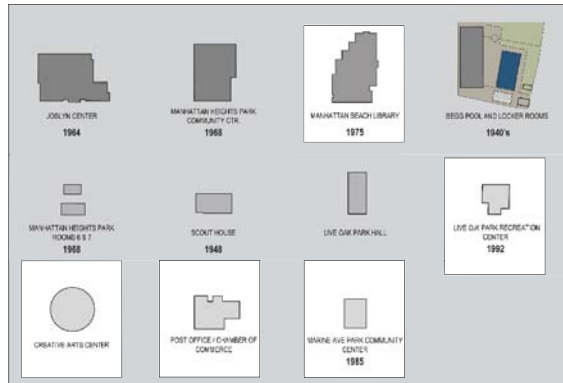 JOSLYN CENTER
1964
MANHATTAN HEIGHTS PARK
COMMUNITY CTR.
1968
MANHATTAN BEACH LIBRARY
1975
BEGG POOL AND LOCKER ROOMS
1940's
MANHATTAN HEIGHTS PARK
ROOMS 6 & 7
1968
SCOUT HOUSE
1948
LIVE OAK PARK HALL
LIVE OAK PARK RECREATION
CENTER
1992
CREATIVE ARTS CENTER
POST OFFICE / CHAMBER OF
COMMERCE
MARINE AVE PARK COMMUNITY
CENTER
1985